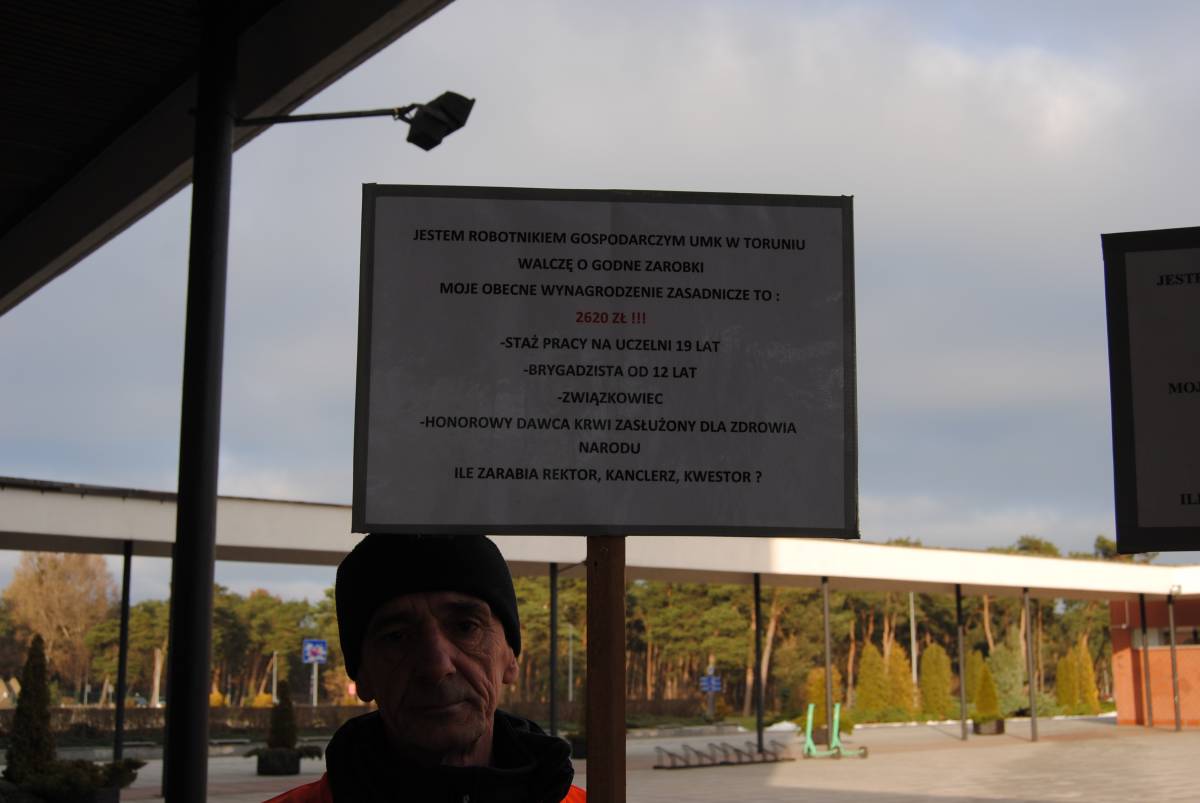 JESTEM ROBOTNIKIEM GOSPODARCZYM UMK W TORUNIU
WALCZĘ O GODNE ZAROBKI
MOJE OBECNE WYNAGRODZENIE ZASADNICZE TO :
2620 ZŁ !!!
-STAŻ PRACY NA UCZELNI 19 LAT
-BRYGADZISTA OD 12 LAT
-ZWIĄZKOWIEC
-HONOROWY DAWCA KRWI ZASŁUŻONY DLA ZDROWIA
NARODU
ILE ZARABIA REKTOR, KANCLERZ, KWESTOR ?